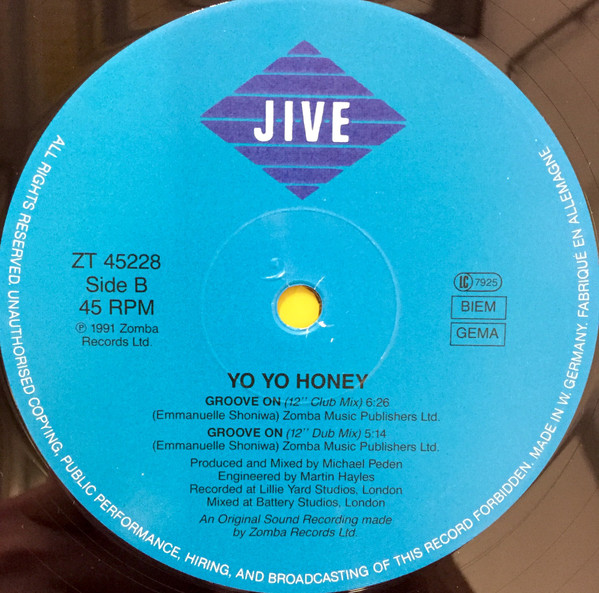 JIVE
ZT 45228
Side B
45 RPM
℗ 1991 Zomba
Records Ltd.
LC 7925
BIEM
GEMA
YO YO HONEY
GROOVE ON (12'' Club Mix) 6:26
(Emmanuelle Shoniwa) Zomba Music Publishers Ltd.
GROOVE ON (12'' Dub Mix) 5:14
(Emmanuelle Shoniwa) Zomba Music Publishers Ltd.
Produced and Mixed by Michael Peden
Engineered by Martin Hayles
Recorded at Lillie Yard Studios, London
Mixed at Battery Studios, London
An Original Sound Recording made
by Zomba Records Ltd.
ALL RIGHTS RESERVED. UNAUTHORISED COPYING, PUBLIC PERFORMANCE, HIRING, AND BROADCASTING OF THIS RECORD FORBIDDEN. MADE IN W. GERMANY. FABRIQUE EN ALLEMAGNE